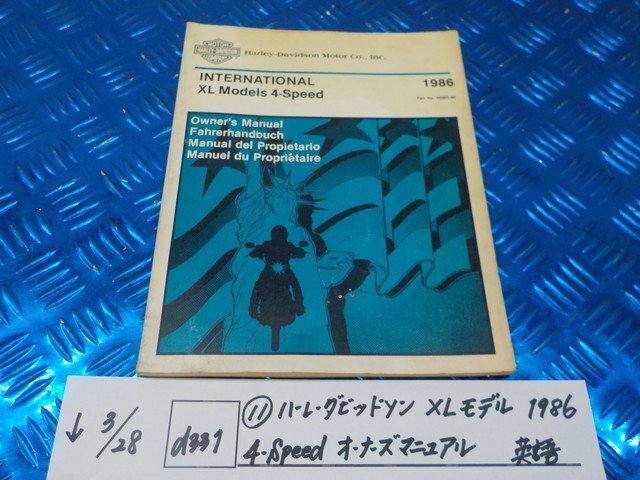 Harley-Davidson Motor Co., Inc.
INTERNATIONAL 1986
XL Models 4-Speed
Owner's Manual
Fahrerhandbuch
Manual del Propietario
Manuel du Propriétaire
↓ 3/28 d331 ⑪ ハーレーダビッドソン XLモデル 1986
4-Speed オーナーズマニュアル 英語